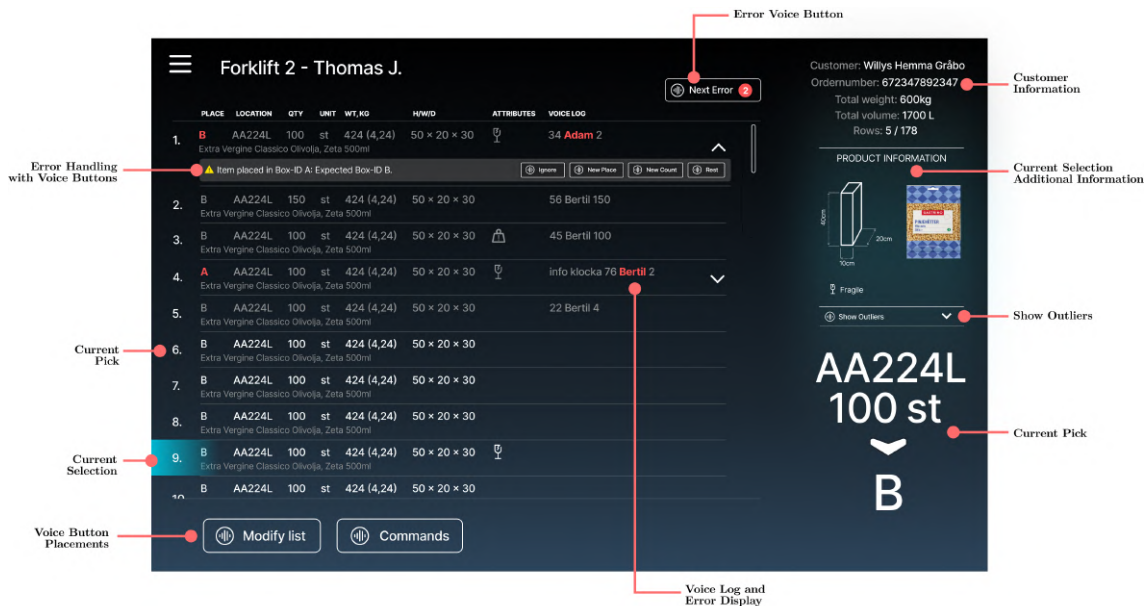 Error Voice Button
Forklift 2 - Thomas J.
Next Error 2
PLACE LOCATION QTY UNIT WT,KG H/W/D ATTRIBUTES VOICE LOG
1. B AA224L 100 st 424 (4,24) 50 × 20 × 30 34 Adam 2
Extra Vergine Classico Olivolja, Zeta 500ml
Error Handling
with Voice Buttons
Item placed in Box-ID A: Expected Box-ID B. Ignore New Place New Count Rest
2. B AA224L 150 st 424 (4,24) 50 × 20 × 30 56 Bertil 150
Extra Vergine Classico Olivolja, Zeta 500ml
3. B AA224L 100 st 424 (4,24) 50 × 20 × 30 45 Bertil 100
Extra Vergine Classico Olivolja, Zeta 500ml
4. A AA224L 100 st 424 (4,24) 50 × 20 × 30 info klocka 76 Bertil 2
Extra Vergine Classico Olivolja, Zeta 500ml
5. B AA224L 100 st 424 (4,24) 50 × 20 × 30 22 Bertil 4
Extra Vergine Classico Olivolja, Zeta 500ml
Current
Pick
6. B AA224L 100 st 424 (4,24) 50 × 20 × 30
Extra Vergine Classico Olivolja, Zeta 500ml
7. B AA224L 100 st 424 (4,24) 50 × 20 × 30
Extra Vergine Classico Olivolja, Zeta 500ml
8. B AA224L 100 st 424 (4,24) 50 × 20 × 30
Extra Vergine Classico Olivolja, Zeta 500ml
Current
Selection
9. B AA224L 100 st 424 (4,24) 50 × 20 × 30
Extra Vergine Classico Olivolja, Zeta 500ml
10. B AA224L 100 st 424 (4,24) 50 × 20 × 30
Voice Button
Placements
Modify list Commands
Voice Log and
Error Display
Customer: Willys Hemma Gråbo
Ordernumber: 672347892347
Total weight: 600kg
Total volume: 1700 L
Rows: 5 / 178
Customer
Information
PRODUCT INFORMATION
Current Selection
Additional Information
40cm
20cm
10cm
Fragile
Show Outliers
Show Outliers
AA224L
100 st
B
Current Pick